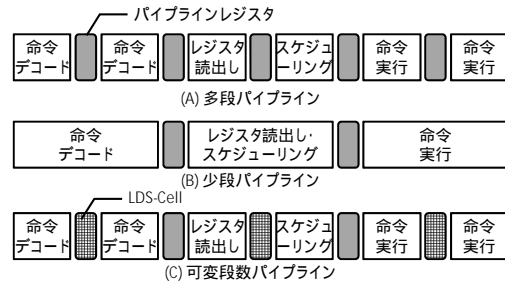 パイプラインレジスタ
命令 命令 レジスタ スケジュ 命令 命令
デコード デコード 読出し ーリング 実行 実行
(A) 多段パイプライン
命令 レジスタ読出し・ 命令
デコード スケジューリング 実行
(B) 少段パイプライン
LDS-Cell
命令 命令 レジスタ スケジュ 命令 命令
デコード デコード 読出し ーリング 実行 実行
(C) 可変段数パイプライン